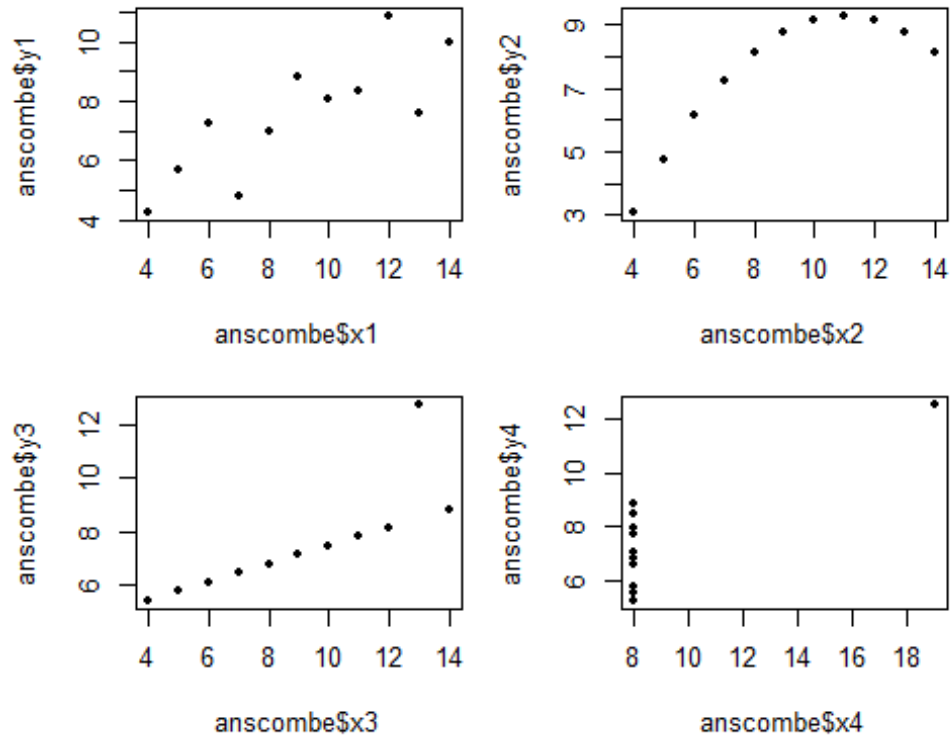 anscombe$y1
4 6 8 10
4 6 8 10 12 14
anscombe$x1
anscombe$y2
3 5 7 9
4 6 8 10 12 14
anscombe$x2
anscombe$y3
6 8 10 12
4 6 8 10 12 14
anscombe$x3
anscombe$y4
6 8 10 12
8 10 12 14 16 18
anscombe$x4